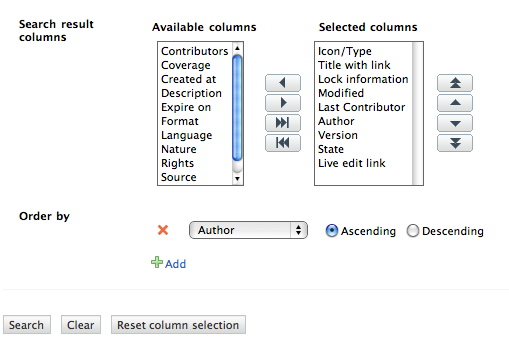 Search result columns
Available columns
Selected columns
Contributors
Coverage
Created at
Description
Expire on
Format
Language
Nature
Rights
Source
Icon/Type
Title with link
Lock information
Modified
Last Contributor
Author
Version
State
Live edit link
Order by
Author
Ascending
Descending
Add
Search
Clear
Reset column selection